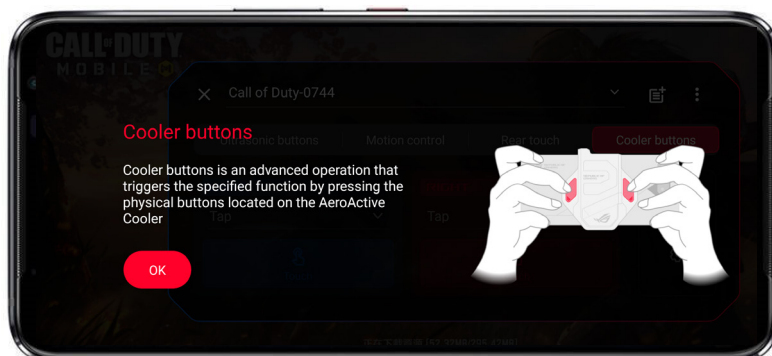 CALL OF DUTY
MOBILE
Call of Duty-0744
Cooler buttons
Ultrasonic buttons
Motion control
Rear touch
Cooler buttons
Cooler buttons is an advanced operation that
triggers the specified function by pressing the
physical buttons located on the AeroActive
Cooler
Tap
Tap
OK